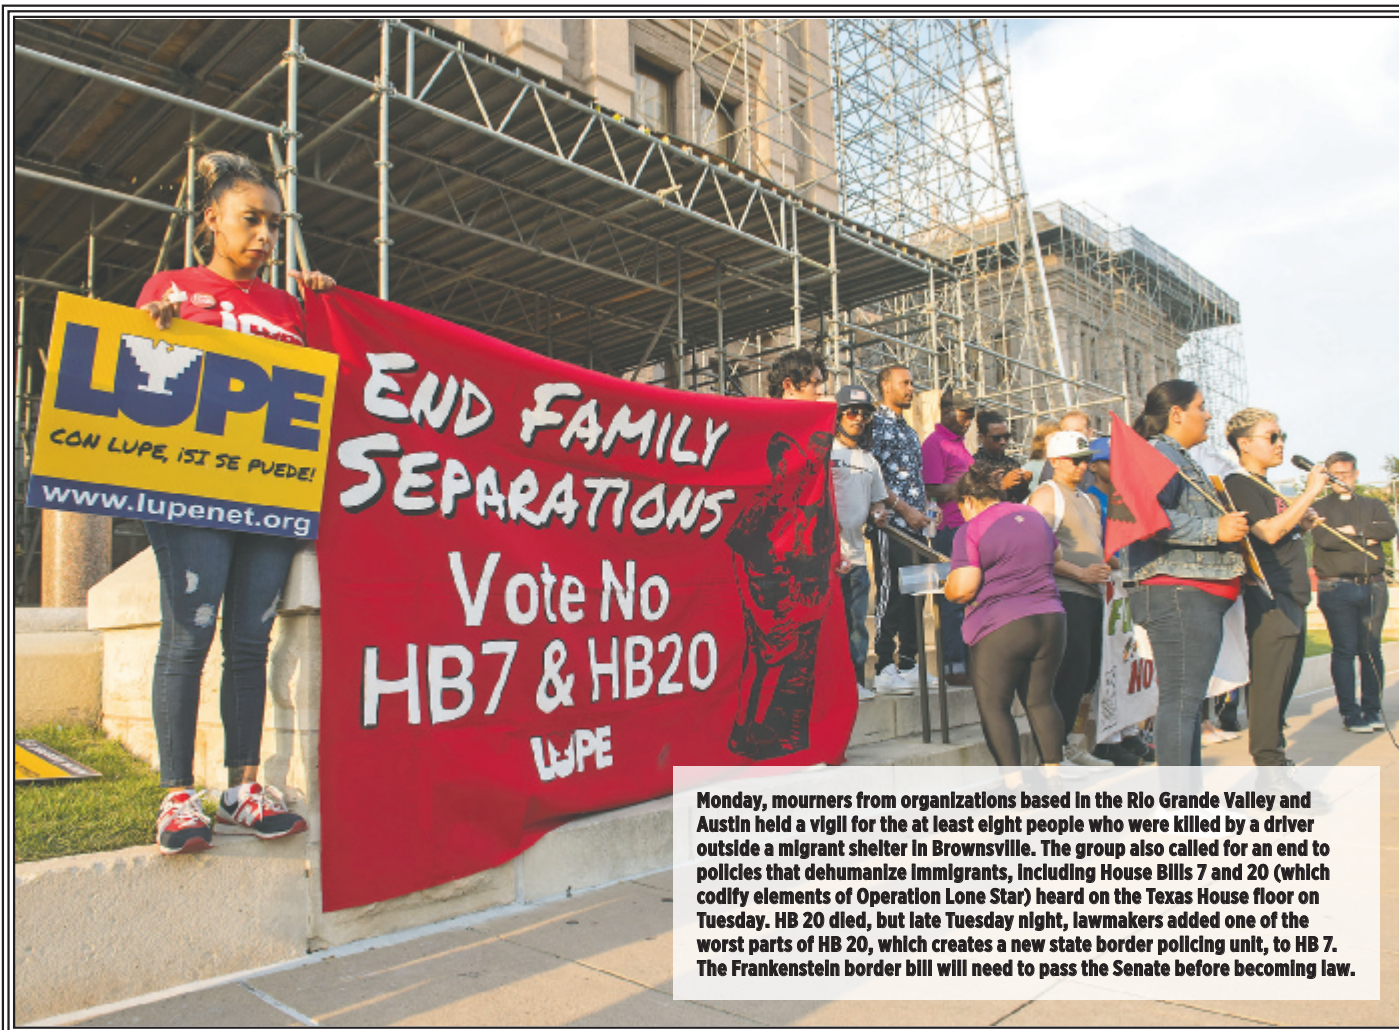 LUPE
CON LUPE, ¡SI SE PUEDE!
www.lupenet.org
END FAMILY
SEPARATIONS
Vote No
HB7 & HB20
LUPE
NO
Monday, mourners from organizations based in the Rio Grande Valley and
Austin held a vigil for the at least eight people who were killed by a driver
outside a migrant shelter in Brownsville. The group also called for an end to
policies that dehumanize immigrants, including House Bills 7 and 20 (which
codify elements of Operation Lone Star) heard on the Texas House floor on
Tuesday. HB 20 died, but late Tuesday night, lawmakers added one of the
worst parts of HB 20, which creates a new state border policing unit, to HB 7.
The Frankenstein border bill will need to pass the Senate before becoming law.